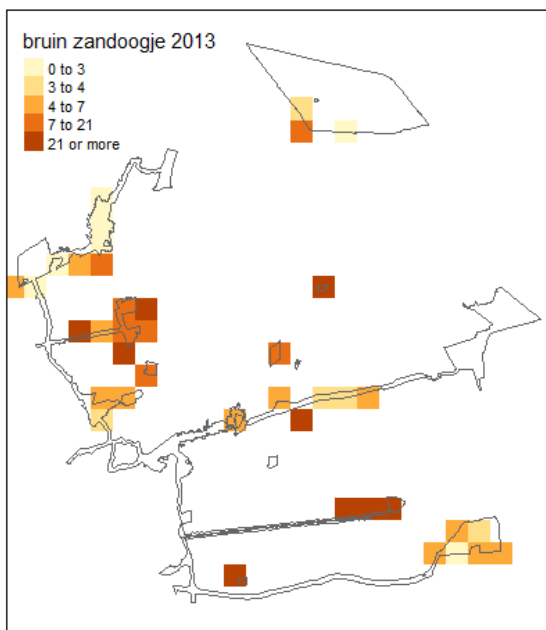 bruin zandoogje 2013
0 to 3
3 to 4
4 to 7
7 to 21
21 or more